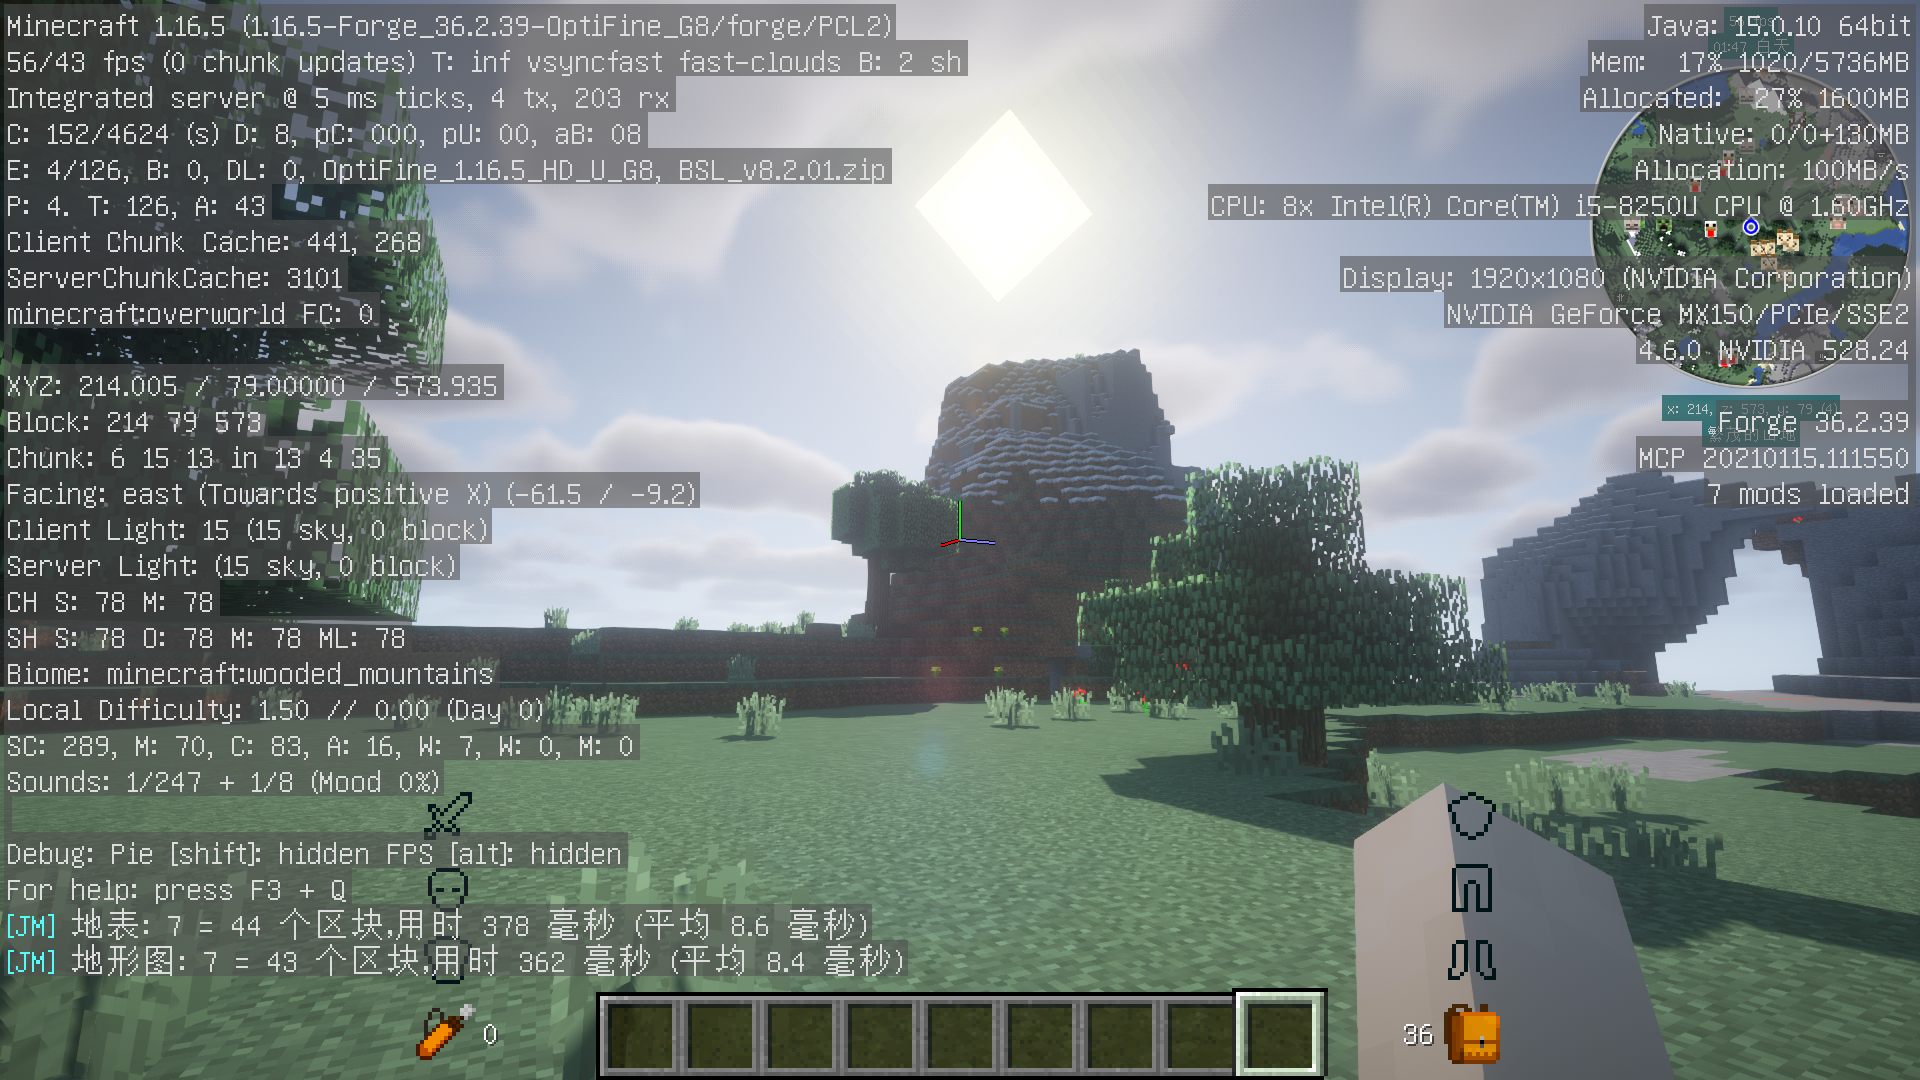 Minecraft 1.16.5 (1.16.5-Forge_36.2.39-OptiFine_G8/forge/PCL2)
56/43 fps (0 chunk updates) T: inf vsyncfast fast-clouds B: 2 sh
Integrated server @ 5 ms ticks, 4 tx, 203 rx
C: 152/4624 (s) D: 8, pC: 000, pU: 00, aB: 08
E: 4/126, B: 0, DL: 0, OptiFine_1.16.5_HD_U_G8, BSL_v8.2.01.zip
P: 4. T: 126, A: 43
Client Chunk Cache: 441, 268
ServerChunkCache: 3101
minecraft:overworld FC: 0
XYZ: 214.005 / 79.00000 / 573.935
Block: 214 79 573
Chunk: 6 15 13 in 13 4 35
Facing: east (Towards positive X) (-61.5 / -9.2)
Client Light: 15 (15 sky, 0 block)
Server Light: (15 sky, 0 block)
CH S: 78 M: 78
SH S: 78 O: 78 M: 78 ML: 78
Biome: minecraft:wooded_mountains
Local Difficulty: 1.50 // 0.00 (Day 0)
SC: 289, M: 70, C: 83, A: 16, W: 7, W: 0, M: 0
Sounds: 1/247 + 1/8 (Mood 0%)
Debug: Pie [shift]: hidden FPS [alt]: hidden
For help: press F3 + Q
[JM] 地表: 7 = 44 个区块,用时 378 毫秒 (平均 8.6 毫秒)
[JM] 地形图: 7 = 43 个区块,用时 362 毫秒 (平均 8.4 毫秒)
0
36
Java: 15.0.10 64bit
01:47 白天
Mem: 17% 1020/5736MB
Allocated: 27% 1600MB
Native: 0/0+130MB
Allocation: 100MB/s
CPU: 8x Intel(R) Core(TM) i5-8250U CPU @ 1.60GHz
Display: 1920x1080 (NVIDIA Corporation)
NVIDIA GeForce MX150/PCIe/SSE2
4.6.0 NVIDIA 528.24
x: 214, z: 573, y: 79 (4)
Forge 36.2.39
MCP 20210115.111550
7 mods loaded